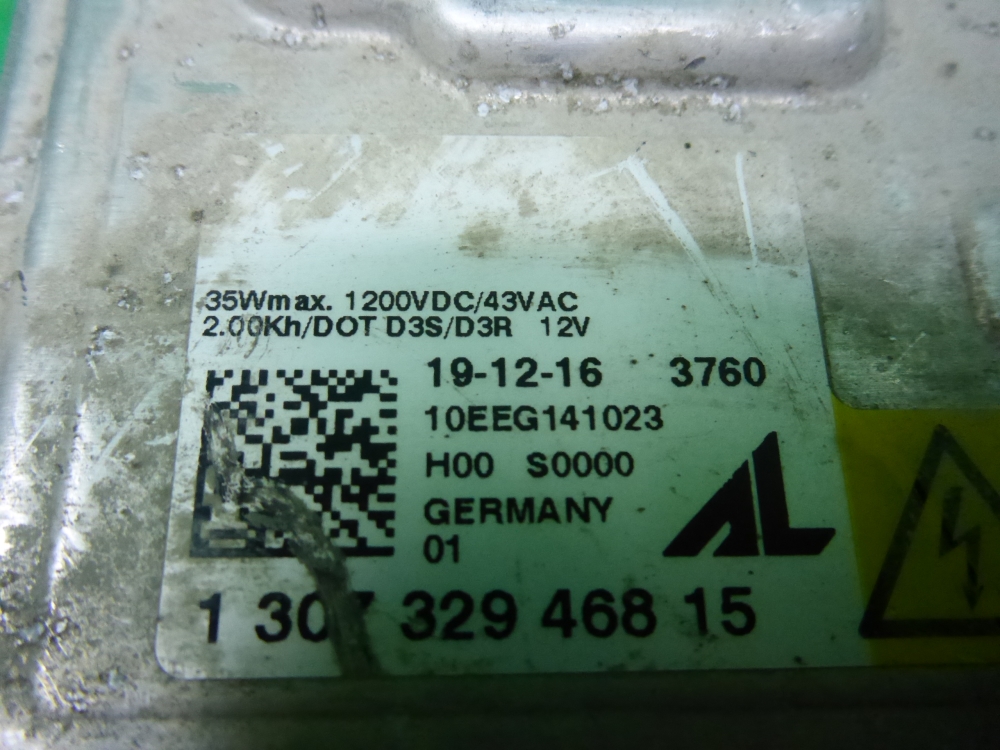 35Wmax. 1200VDC/43VAC
2.00Kh/DOT D3S/D3R 12V
19-12-16 3760
10EEG141023
H00 S0000
GERMANY
01
AL
1 307 329 468 15